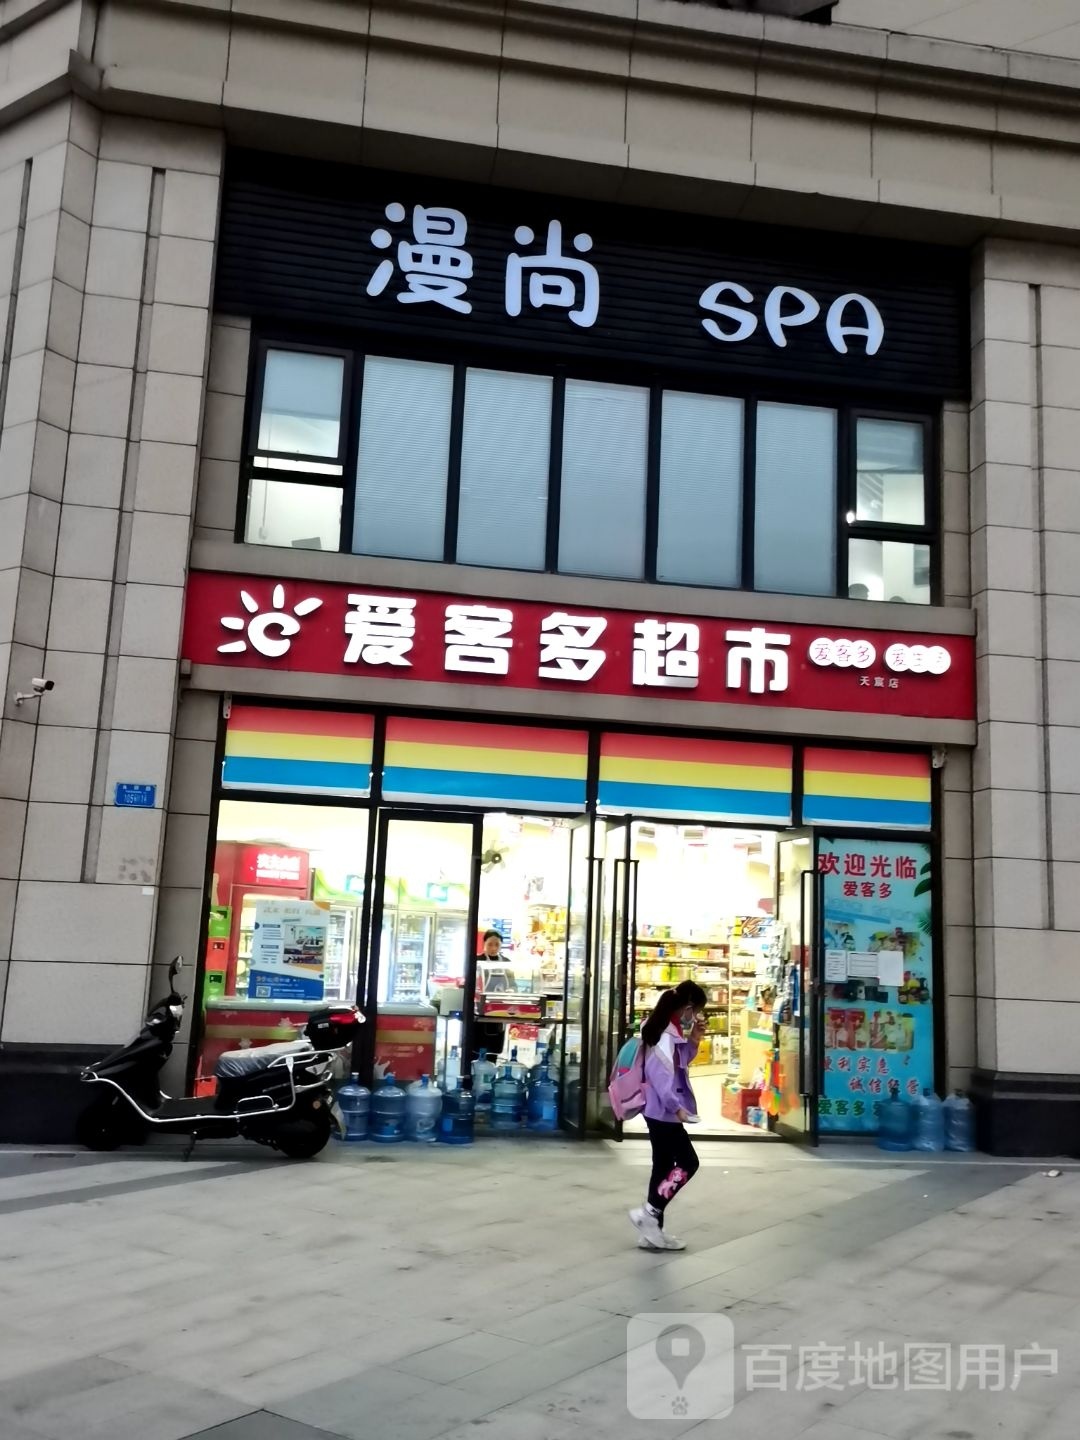 漫尚 SPA
爱客多超市 爱客多
天宸店
欢迎光临
爱客多
便利实惠
诚信经营
爱客多
百度地图用户